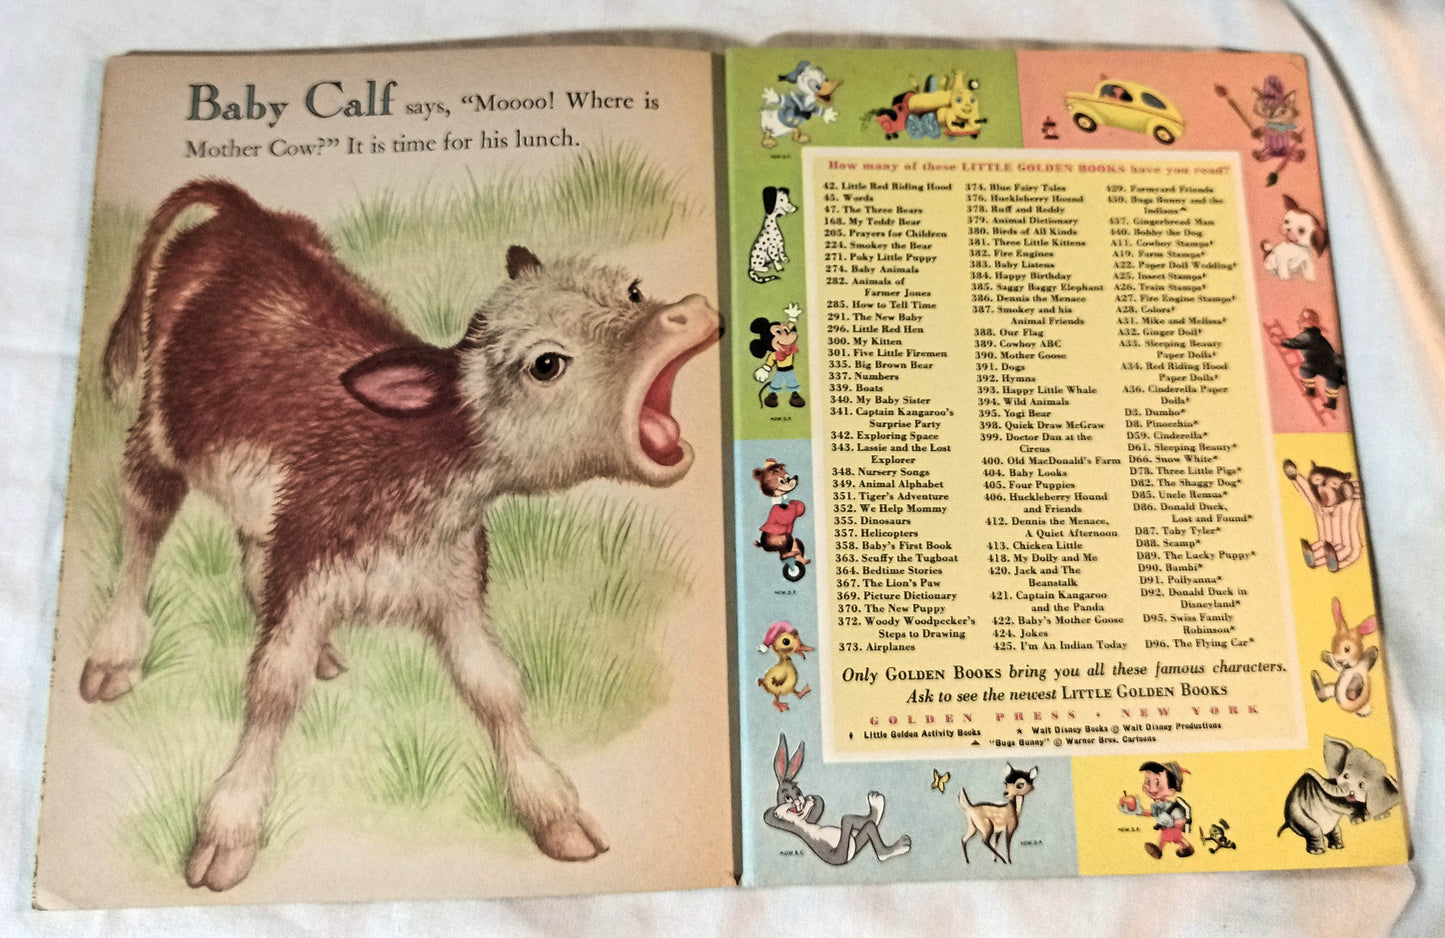 Baby Calf says, “Moooo! Where is
Mother Cow?” It is time for his lunch.
How many of these LITTLE GOLDEN BOOKS have you read?
42. Little Red Riding Hood
45. Words
47. The Three Bears
168. My Teddy Bear
205. Prayers for Children
224. Smokey the Bear
271. Poky Little Puppy
274. Baby Animals
282. Animals of
Farmer Jones
285. How to Tell Time
291. The New Baby
296. Little Red Hen
300. My Kitten
301. Five Little Firemen
335. Big Brown Bear
337. Numbers
339. Boats
340. My Baby Sister
341. Captain Kangaroo's
Surprise Party
342. Exploring Space
343. Lassie and the Lost
Explorer
348. Nursery Songs
349. Animal Alphabet
351. Tiger's Adventure
352. We Help Mommy
355. Dinosaurs
357. Helicopters
358. Baby's First Book
363. Scuffy the Tugboat
364. Bedtime Stories
367. The Lion's Paw
369. Picture Dictionary
370. The New Puppy
372. Woody Woodpecker's
Steps to Drawing
373. Airplanes
374. Blue Fairy Tales
376. Huckleberry Hound
378. Ruff and Reddy
379. Animal Dictionary
380. Birds of All Kinds
381. Three Little Kittens
382. Fire Engines
383. Baby Listens
384. Happy Birthday
385. Saggy Baggy Elephant
386. Dennis the Menace
387. Smokey and his
Animal Friends
388. Our Flag
389. Cowboy ABC
390. Mother Goose
391. Dogs
392. Hymns
393. Happy Little Whale
394. Wild Animals
395. Yogi Bear
398. Quick Draw McGraw
399. Doctor Dan at the
Circus
400. Old MacDonald's Farm
404. Baby Looks
405. Four Puppies
406. Huckleberry Hound
and Friends
412. Dennis the Menace,
A Quiet Afternoon
413. Chicken Little
418. My Dolly and Me
420. Jack and The
Beanstalk
421. Captain Kangaroo
and the Panda
422. Baby's Mother Goose
424. Jokes
425. I'm An Indian Today
429. Farmyard Friends
430. Bugs Bunny and the
Indians▲
437. Gingerbread Man
440. Bobby the Dog
A11. Cowboy Stamps♦
A19. Farm Stamps♦
A22. Paper Doll Wedding♦
A25. Insect Stamps♦
A26. Train Stamps♦
A27. Fire Engine Stamps♦
A28. Colors♦
A31. Mike and Melissa♦
A32. Ginger Doll♦
A33. Sleeping Beauty
Paper Dolls♦
A34. Red Riding Hood
Paper Dolls♦
A36. Cinderella Paper
Dolls♦
D3. Dumbo*
D8. Pinocchio*
D59. Cinderella*
D61. Sleeping Beauty*
D66. Snow White*
D78. Three Little Pigs*
D82. The Shaggy Dog*
D85. Uncle Remus*
D86. Donald Duck,
Lost and Found*
D87. Toby Tyler*
D88. Scamp*
D89. The Lucky Puppy*
D90. Bambi*
D91. Pollyanna*
D92. Donald Duck in
Disneyland*
D95. Swiss Family
Robinson*
D96. The Flying Car*
Only GOLDEN BOOKS bring you all these famous characters.
Ask to see the newest LITTLE GOLDEN BOOKS
GOLDEN PRESS • NEW YORK
♦ Little Golden Activity Books
* Walt Disney Books © Walt Disney Productions
▲ "Bugs Bunny" © Warner Bros. Cartoons